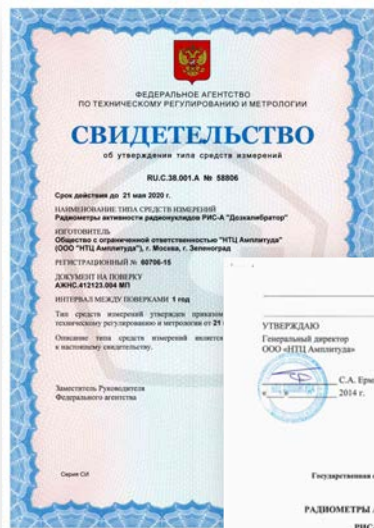 ФЕДЕРАЛЬНОЕ АГЕНТСТВО
ПО ТЕХНИЧЕСКОМУ РЕГУЛИРОВАНИЮ И МЕТРОЛОГИИ
СВИДЕТЕЛЬСТВО
об утверждении типа средств измерений
RU.C.38.001.A № 58806
Срок действия до 21 мая 2020 г.
НАИМЕНОВАНИЕ ТИПА СРЕДСТВ ИЗМЕРЕНИЙ
Радиометры активности радионуклидов РИС-А "Дозкалибратор"
ИЗГОТОВИТЕЛЬ
Общество с ограниченной ответственностью "НТЦ Амплитуда"
(ООО "НТЦ Амплитуда"), г. Москва, г. Зеленоград
РЕГИСТРАЦИОННЫЙ № 60706-15
ДОКУМЕНТ НА ПОВЕРКУ
АЖНС.412123.004 МП
ИНТЕРВАЛ МЕЖДУ ПОВЕРКАМИ 1 год
Тип средств измерений утвержден приказом
техническому регулированию и метрологии от 21
Описание типа средств измерений является
к настоящему свидетельству.
Заместитель Руководителя
Федерального агентства
Серия СИ
УТВЕРЖДАЮ
Генеральный директор
ООО «НТЦ Амплитуда»
С.А. Ерм
2014 г.
Государственная
РАДИОМЕТРЫ
РИС